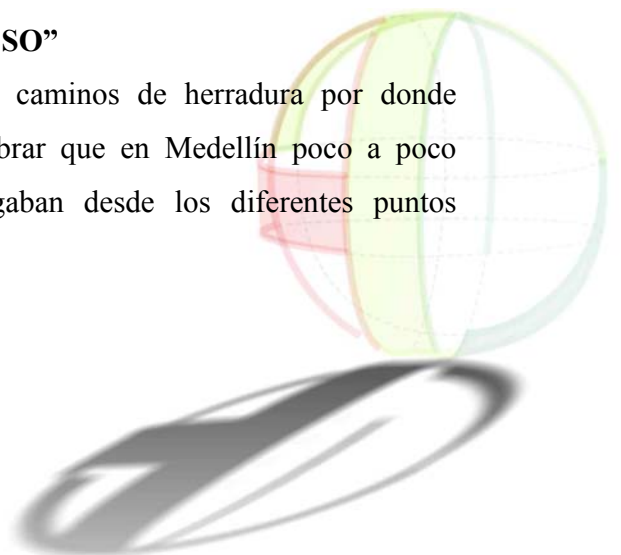 SO”
caminos de herradura por donde
brar que en Medellín poco a poco
gaban desde los diferentes puntos